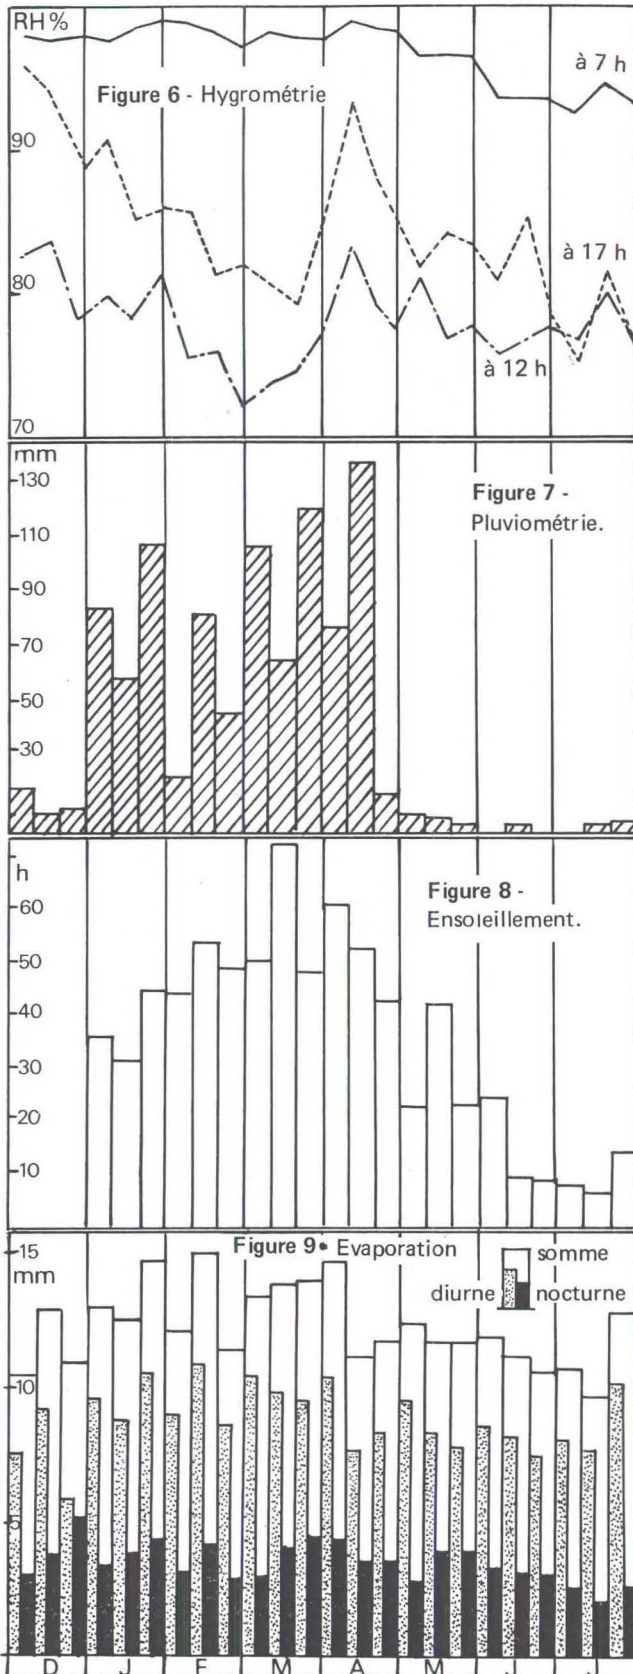 RH%
Figure 6 - Hygrométrie
à 7 h
90
à 17 h
80
à 12 h
70
mm
130
Figure 7 -
Pluviométrie.
110
90
70
50
30
h
Figure 8 -
Ensoleillement.
60
50
40
30
20
10
15
Figure 9 • Evaporation
somme
mm
diurne
nocturne
10
5
D J F M A M J J